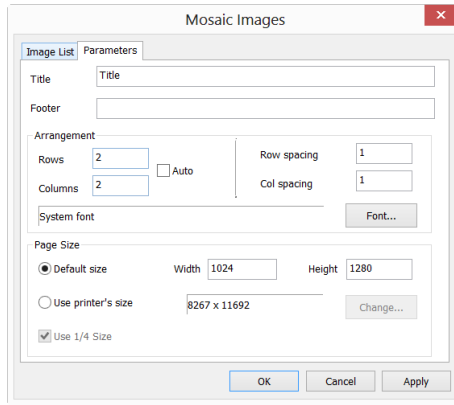 Mosaic Images
Image List Parameters
Title Title
Footer
Arrangement
Rows 2 Auto Row spacing 1
Columns 2 Col spacing 1
System font Font...
Page Size
Default size Width 1024 Height 1280
Use printer's size 8267 x 11692 Change...
Use 1/4 Size
OK Cancel Apply